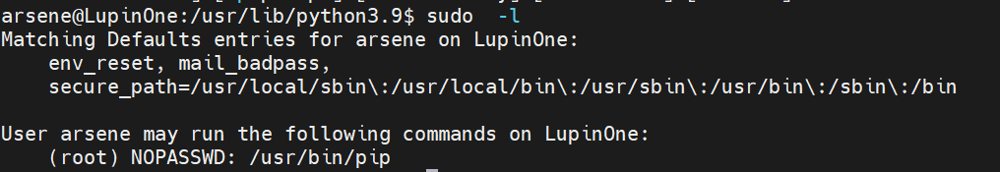 arsene@LupinOne:/usr/lib/python3.9$ sudo  -l
Matching Defaults entries for arsene on LupinOne:
    env_reset, mail_badpass,
    secure_path=/usr/local/sbin\:/usr/local/bin\:/usr/sbin\:/usr/bin\:/sbin\:/bin

User arsene may run the following commands on LupinOne:
    (root) NOPASSWD: /usr/bin/pip